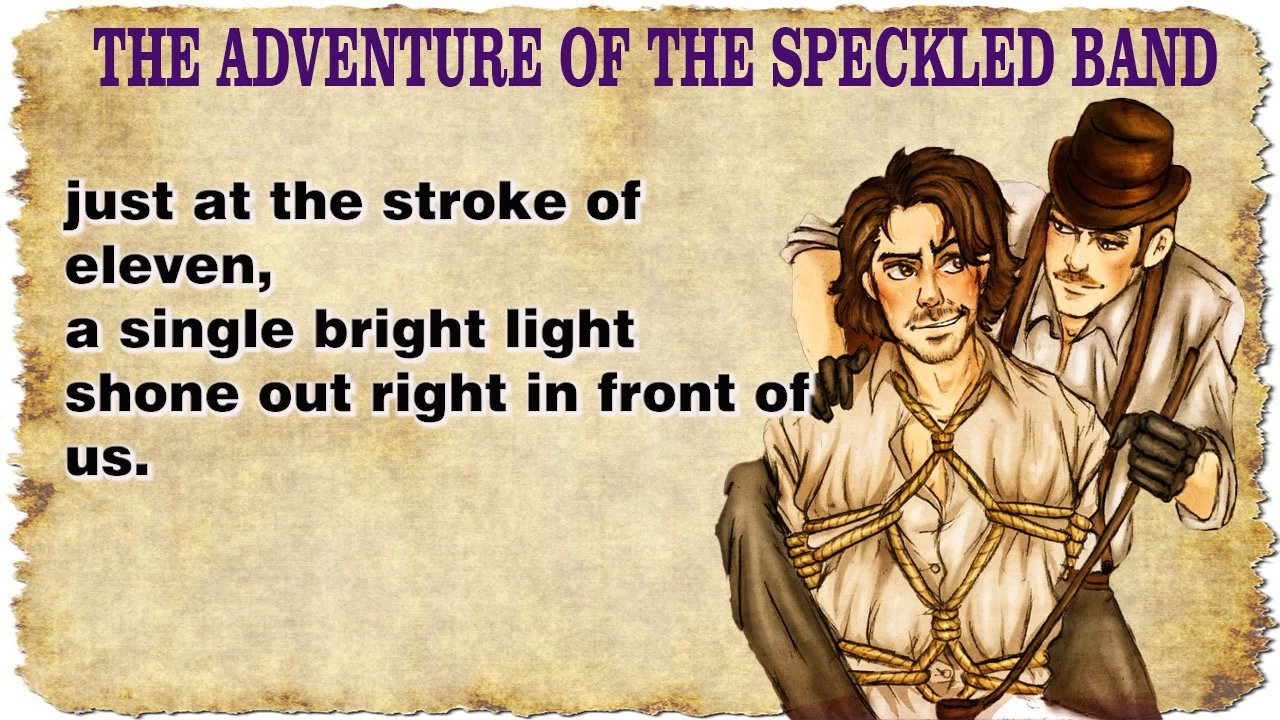 THE ADVENTURE OF THE SPECKLED BAND
just at the stroke of
eleven,
a single bright light
shone out right in front of
us.